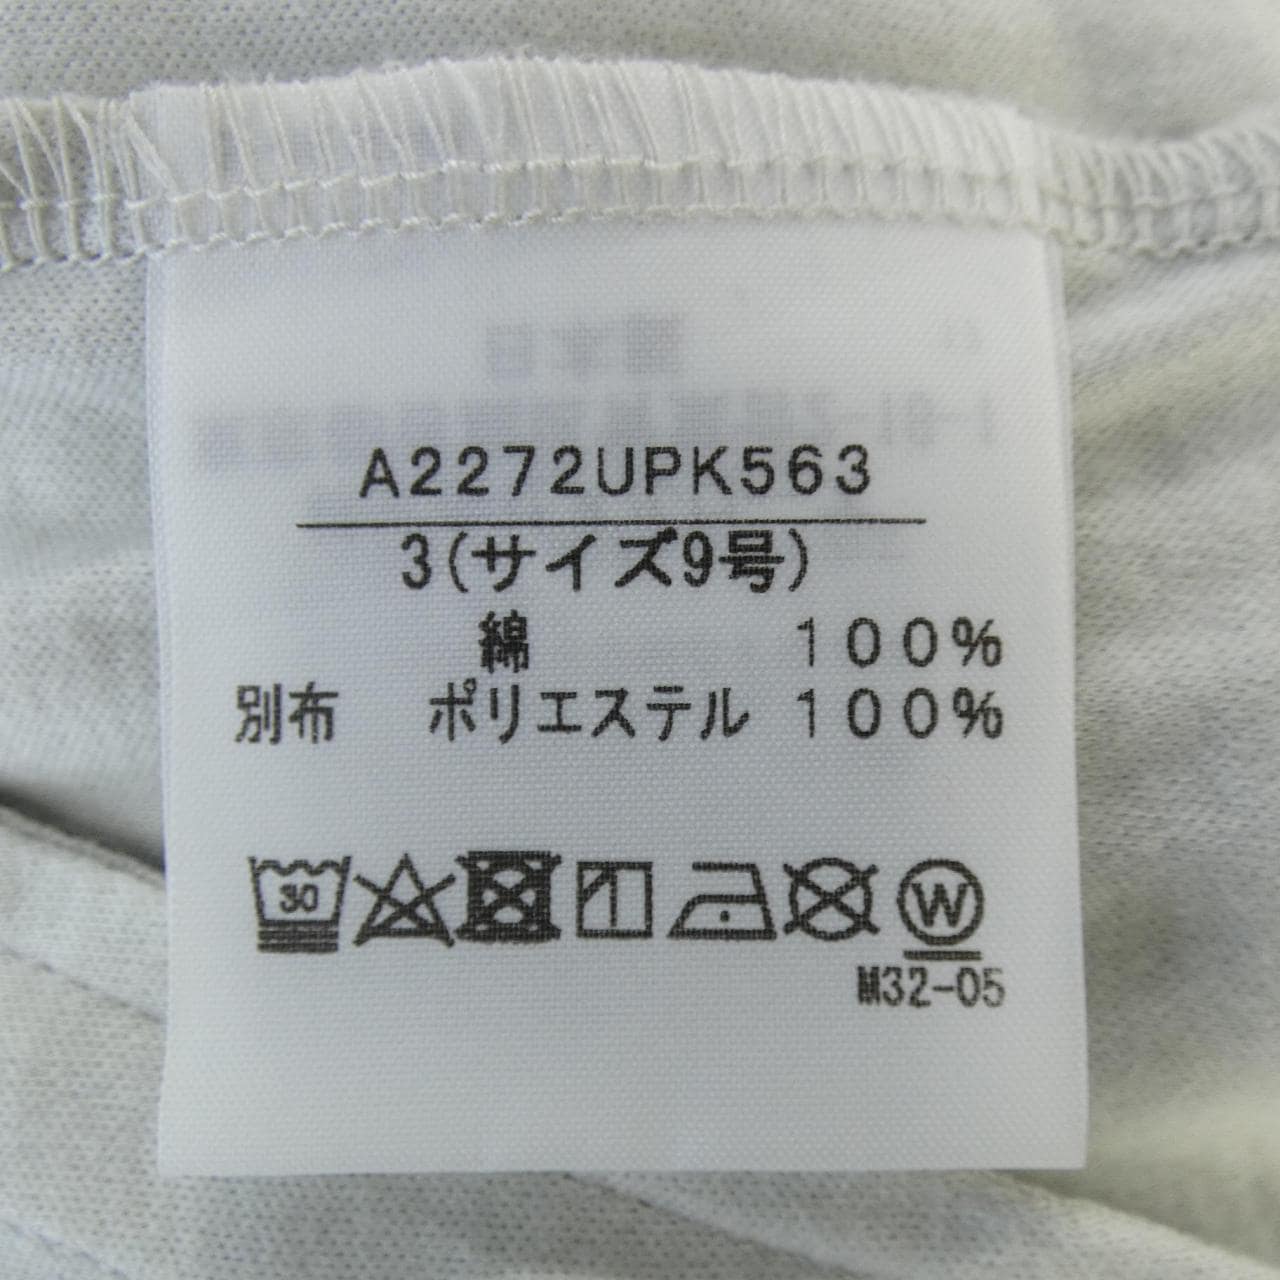 A2272UPK563
3(サイズ9号)
綿 100%
別布 ポリエステル 100%
30
W
M32-05